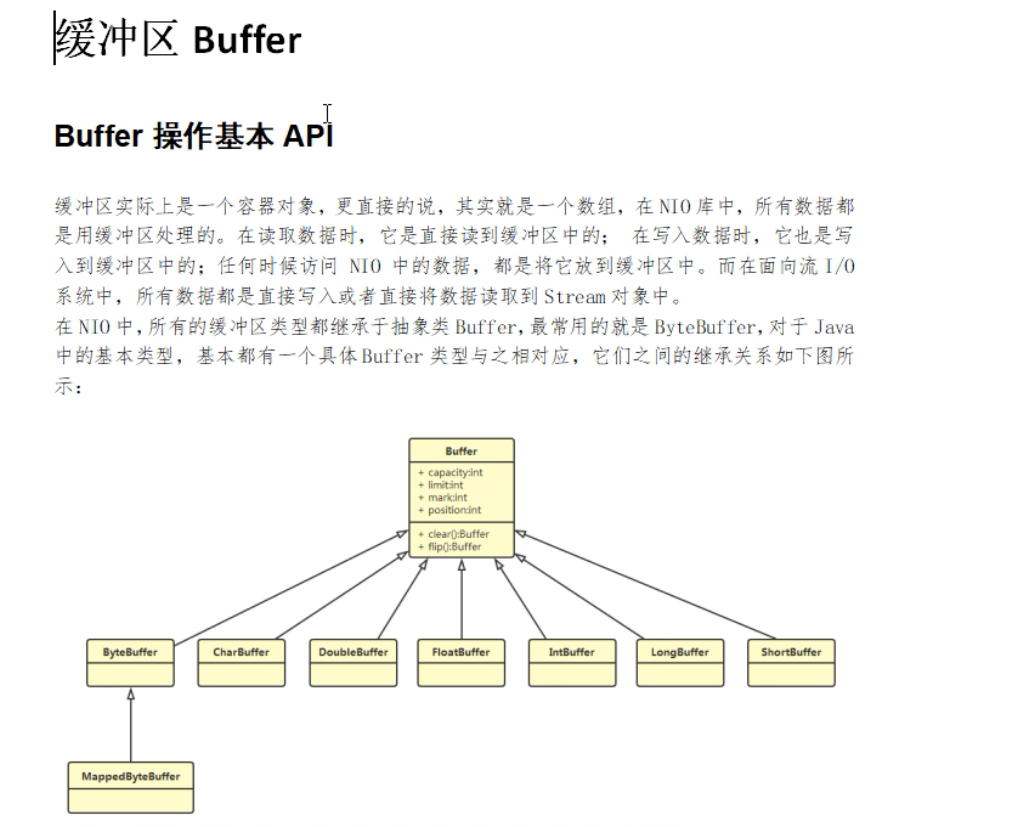 缓冲区 Buffer
Buffer 操作基本 API
缓冲区实际上是一个容器对象，更直接的说，其实就是一个数组，在 NIO 库中，所有数据都
是用缓冲区处理的。在读取数据时，它是直接读到缓冲区中的； 在写入数据时，它也是写
入到缓冲区中的；任何时候访问 NIO 中的数据，都是将它放到缓冲区中。而在面向流 I/O
系统中，所有数据都是直接写入或者直接将数据读取到 Stream 对象中。
在 NIO 中，所有的缓冲区类型都继承于抽象类 Buffer，最常用的就是 ByteBuffer，对于 Java
中的基本类型，基本都有一个具体 Buffer 类型与之相对应，它们之间的继承关系如下图所
示：
Buffer
+ capacity:int
+ limit:int
+ mark:int
+ position:int
+ clear():Buffer
+ flip():Buffer
ByteBuffer
CharBuffer
DoubleBuffer
FloatBuffer
IntBuffer
LongBuffer
ShortBuffer
MappedByteBuffer